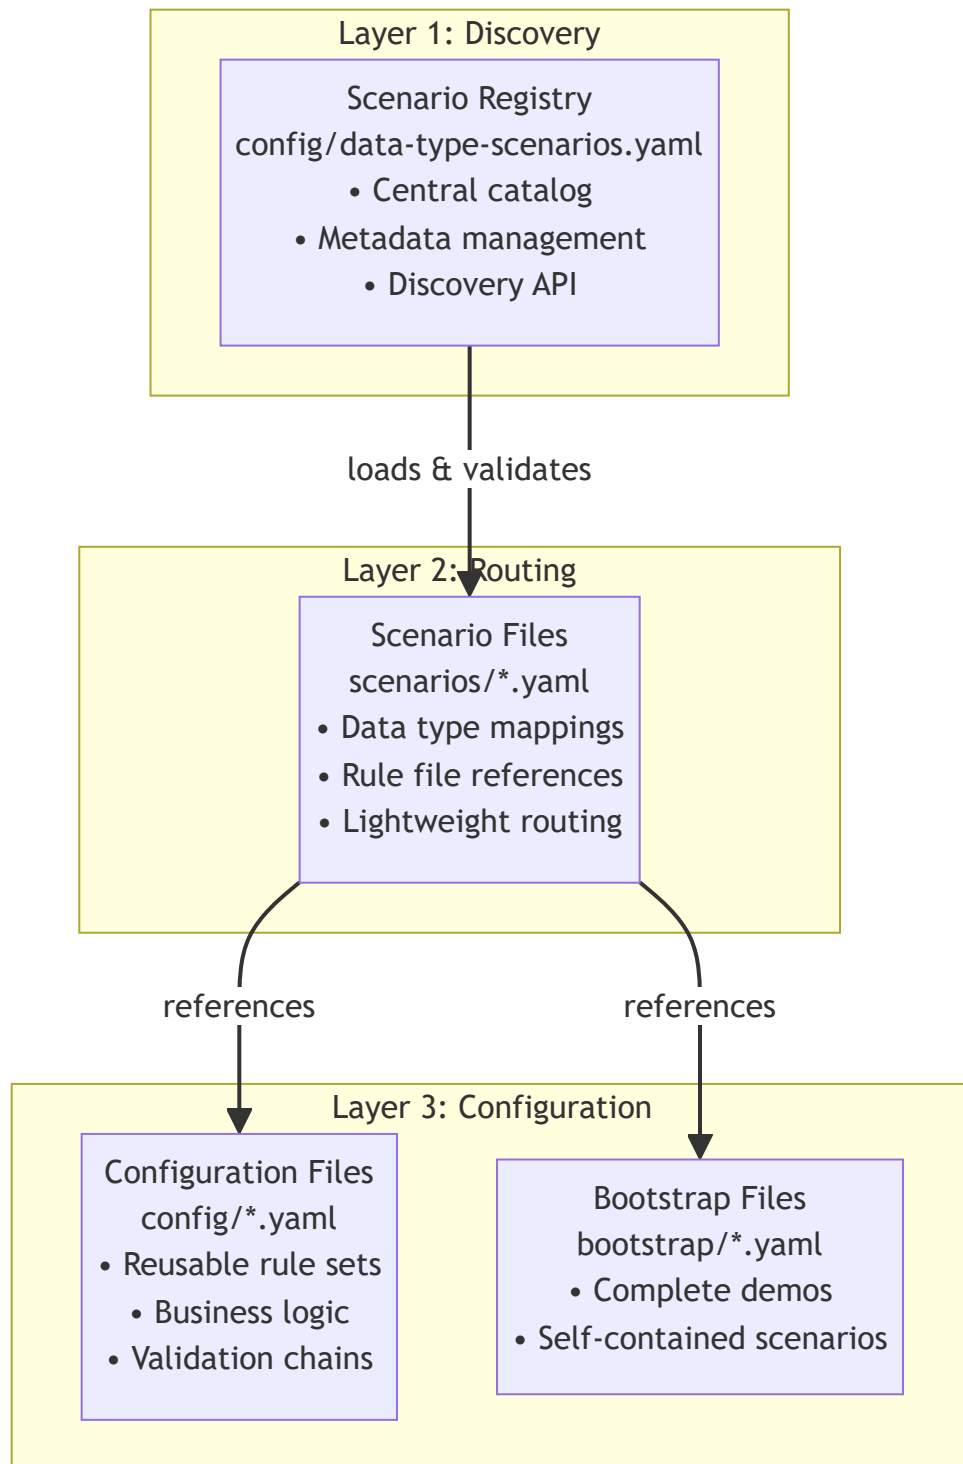 Layer 1: Discovery
Scenario Registry
config/data-type-scenarios.yaml
• Central catalog
• Metadata management
• Discovery API
loads & validates
Layer 2: Routing
Scenario Files
scenarios/*.yaml
• Data type mappings
• Rule file references
• Lightweight routing
references
references
Layer 3: Configuration
Configuration Files
config/*.yaml
• Reusable rule sets
• Business logic
• Validation chains
Bootstrap Files
bootstrap/*.yaml
• Complete demos
• Self-contained scenarios